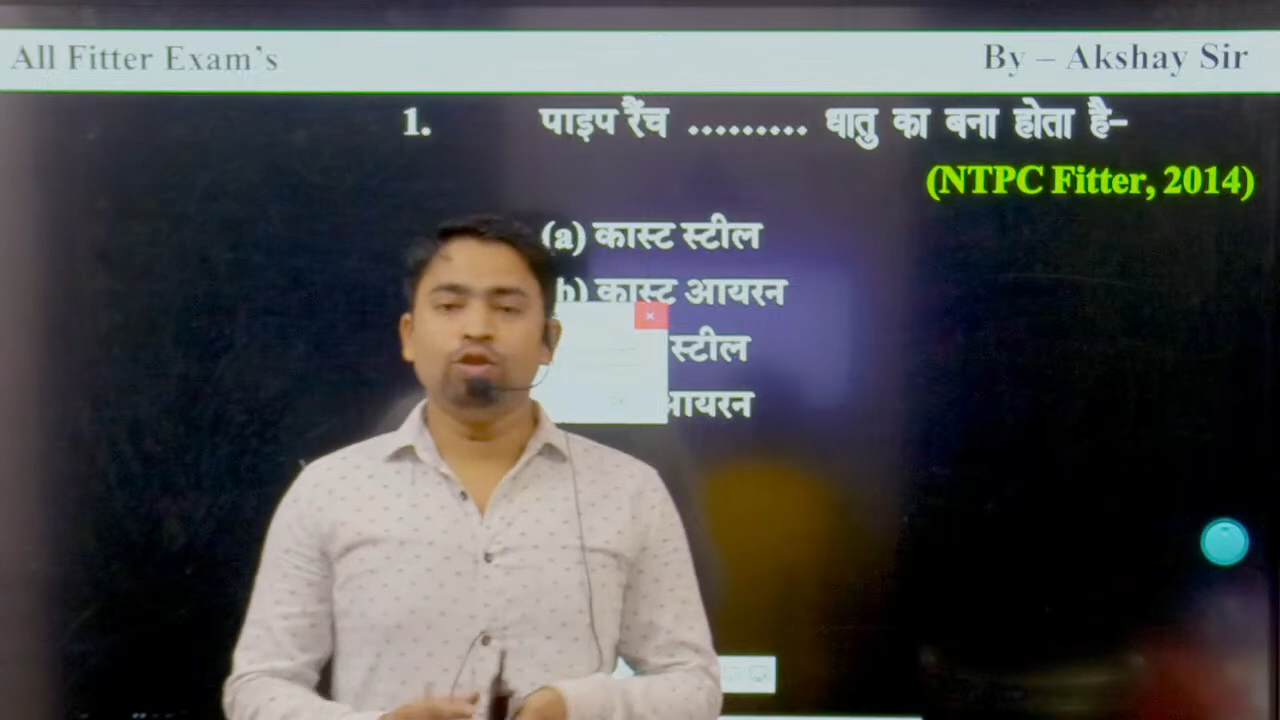 All Fitter Exam's
By – Akshay Sir
1. पाइप रैंच ......... धातु का बना होता है-
(NTPC Fitter, 2014)
(a) कास्ट स्टील
b) कास्ट आयरन
स्टील
आयरन